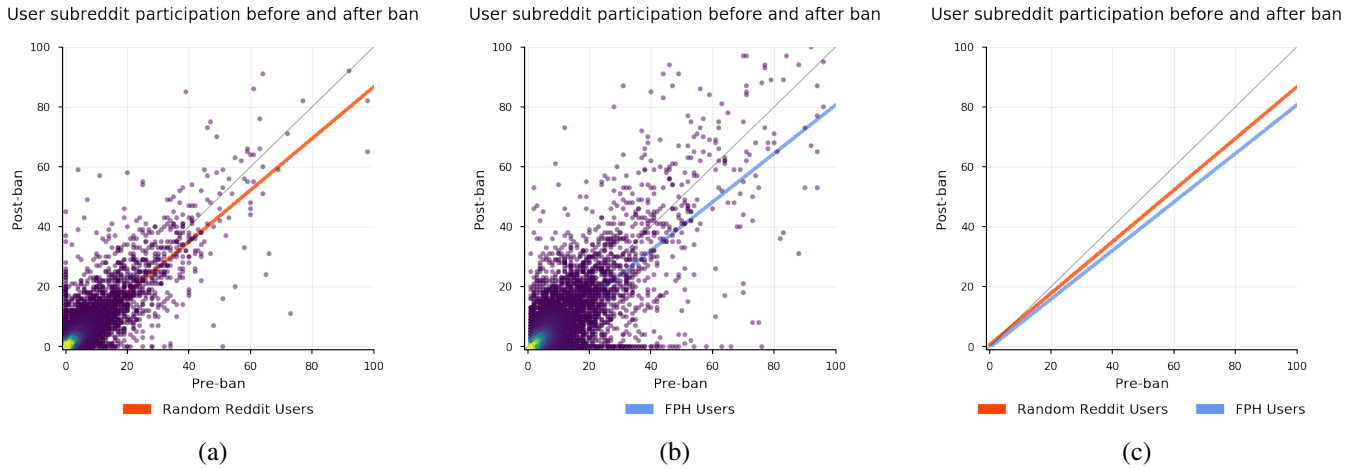 User subreddit participation before and after ban
100
80
60
40
20
0
Post-ban
0 20 40 60 80 100
Pre-ban
Random Reddit Users
(a)
User subreddit participation before and after ban
100
80
60
40
20
0
Post-ban
0 20 40 60 80 100
Pre-ban
FPH Users
(b)
User subreddit participation before and after ban
100
80
60
40
20
0
Post-ban
0 20 40 60 80 100
Pre-ban
Random Reddit Users FPH Users
(c)